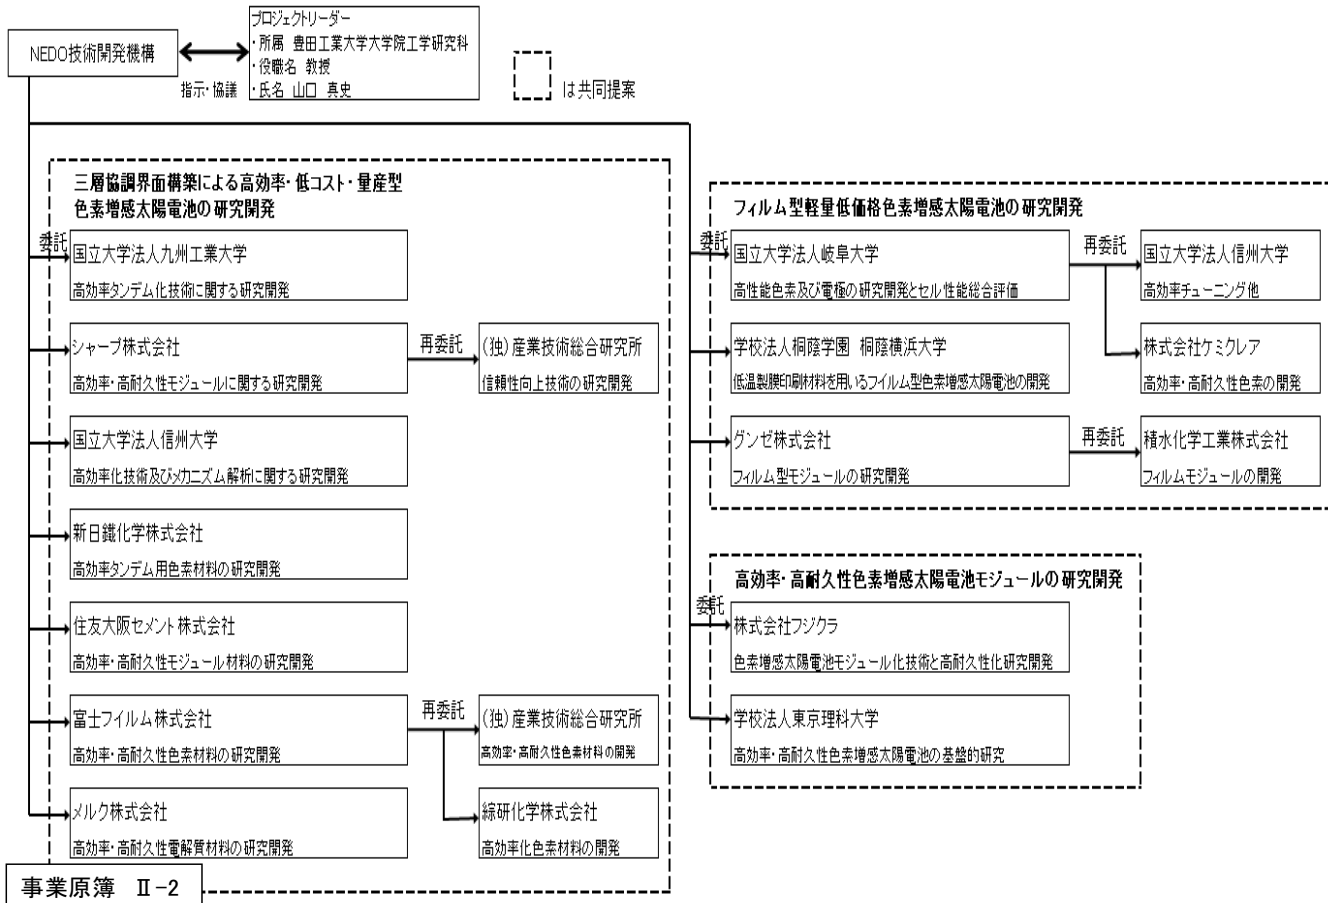 NEDO技術開発機構
指示・協議
プロジェクトリーダー
・所属 豊田工業大学大学院工学研究科
・役職名 教授
・氏名 山口 真史
は共同提案
三層協調界面構築による高効率・低コスト・量産型
色素増感太陽電池の研究開発
委託
国立大学法人九州工業大学
高効率タンデム化技術に関する研究開発
シャープ株式会社
高効率・高耐久性モジュールに関する研究開発
再委託
(独)産業技術総合研究所
信頼性向上技術の研究開発
国立大学法人信州大学
高効率化技術及びメカニズム解析に関する研究開発
新日鐵化学株式会社
高効率タンデム用色素材料の研究開発
住友大阪セメント株式会社
高効率・高耐久性モジュール材料の研究開発
富士フイルム株式会社
高効率・高耐久性色素材料の研究開発
再委託
(独)産業技術総合研究所
高効率・高耐久性色素材料の開発
綜研化学株式会社
高効率化色素材料の開発
メルク株式会社
高効率・高耐久性電解質材料の研究開発
フィルム型軽量低価格色素増感太陽電池の研究開発
委託
国立大学法人岐阜大学
高性能色素及び電極の研究開発とセル性能総合評価
再委託
国立大学法人信州大学
高効率チューニング他
株式会社ケミクレア
高効率・高耐久性色素の開発
学校法人桐蔭学園 桐蔭横浜大学
低温製膜印刷材料を用いるフイルム型色素増感太陽電池の開発
グンゼ株式会社
フィルム型モジュールの研究開発
再委託
積水化学工業株式会社
フィルムモジュールの開発
高効率・高耐久性色素増感太陽電池モジュールの研究開発
委託
株式会社フジクラ
色素増感太陽電池モジュール化技術と高耐久性化研究開発
学校法人東京理科大学
高効率・高耐久性色素増感太陽電池の基盤的研究
事業原簿 Ⅱ-2